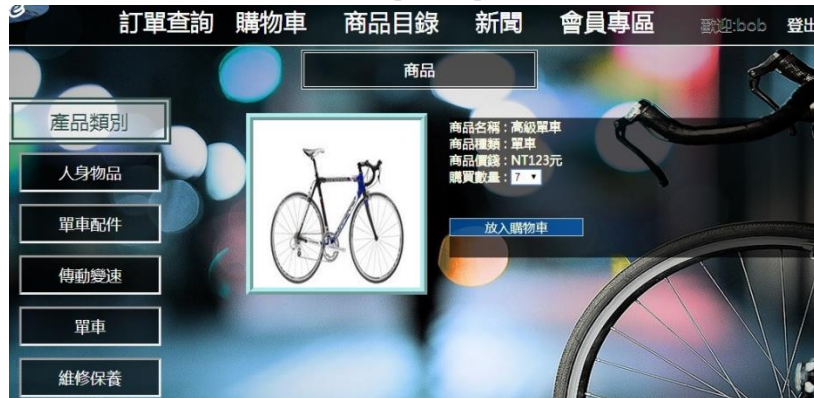 訂單查詢 購物車 商品目錄 新聞 會員專區 歡迎:bob 登出
商品
產品類別
人身物品
單車配件
傳動變速
單車
維修保養
商品名稱：高級單車
商品種類：單車
商品價錢：NT123元
購買數量：7
放入購物車